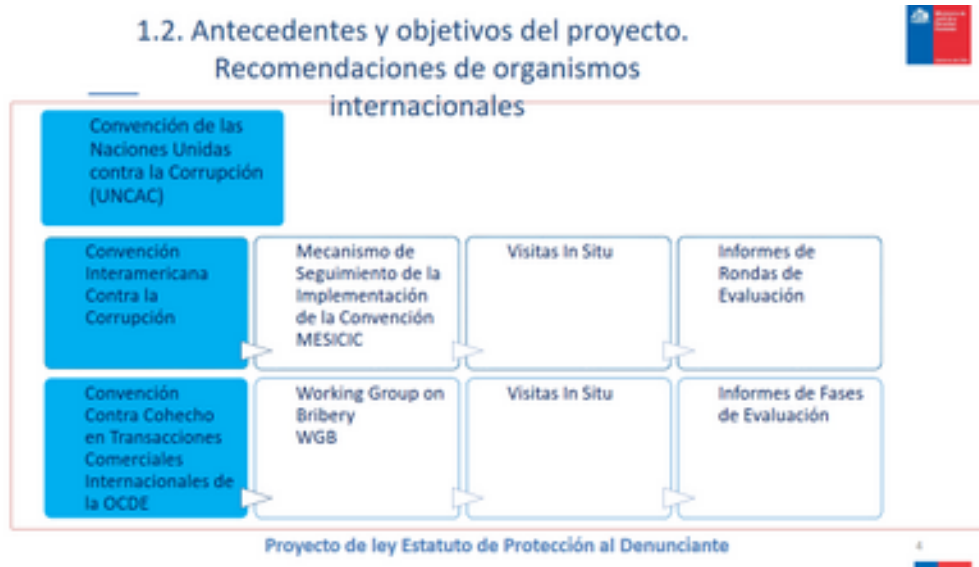 1.2. Antecedentes y objetivos del proyecto.
Recomendaciones de organismos
internacionales
Convención de las
Naciones Unidas
contra la Corrupción
(UNCAC)
Convención
Interamericana
Contra la
Corrupción
Mecanismo de
Seguimiento de la
Implementación
de la Convención
MESICIC
Visitas In Situ
Informes de
Rondas de
Evaluación
Convención
Contra Cohecho
en Transacciones
Comerciales
Internacionales de
la OCDE
Working Group on
Bribery
WGB
Visitas In Situ
Informes de Fases
de Evaluación
Proyecto de ley Estatuto de Protección al Denunciante
4